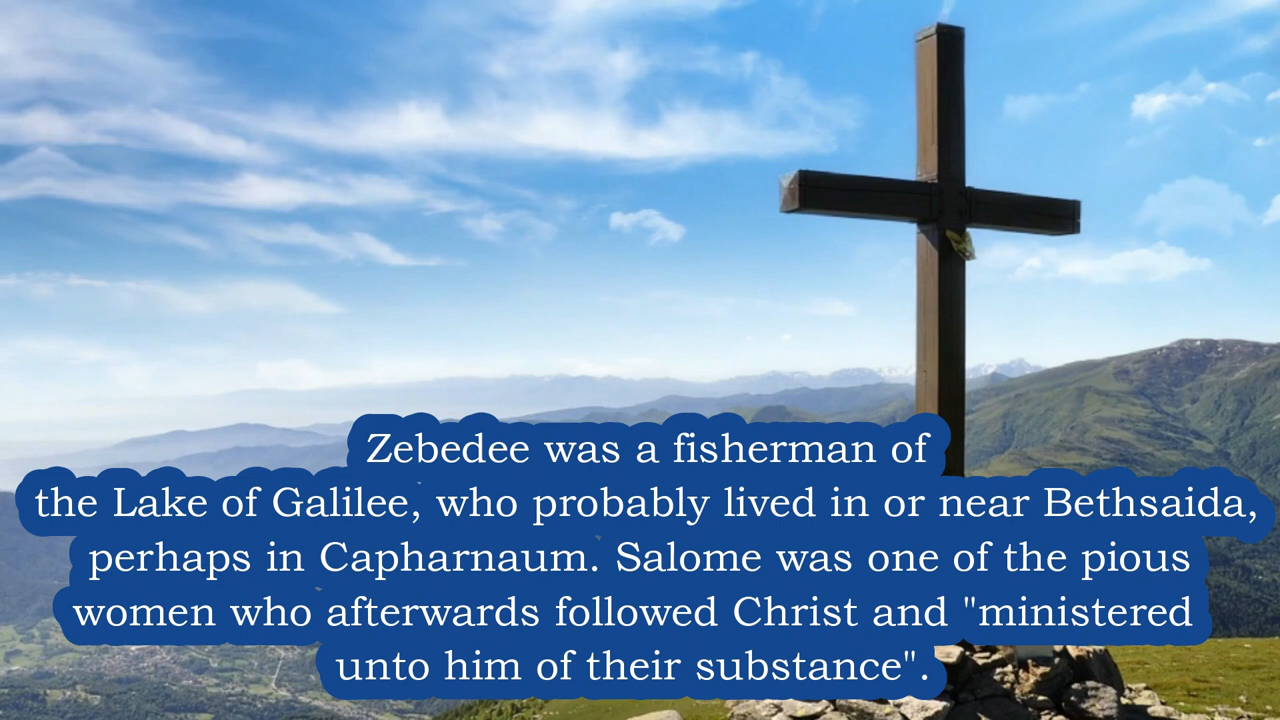 Zebedee was a fisherman of
the Lake of Galilee, who probably lived in or near Bethsaida,
perhaps in Capharnaum. Salome was one of the pious
women who afterwards followed Christ and "ministered
unto him of their substance".